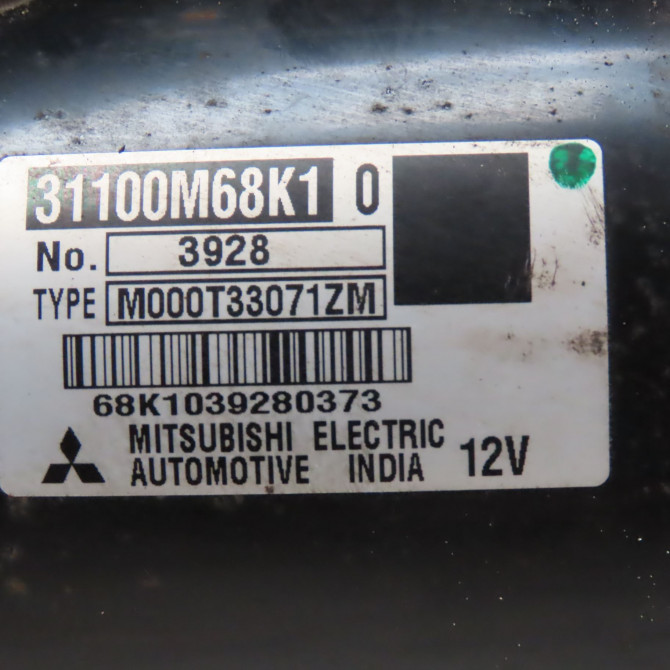 31100M68K1 0
No. 3928
TYPE M000T33071ZM
68K1039280373
MITSUBISHI ELECTRIC
AUTOMOTIVE INDIA 12V